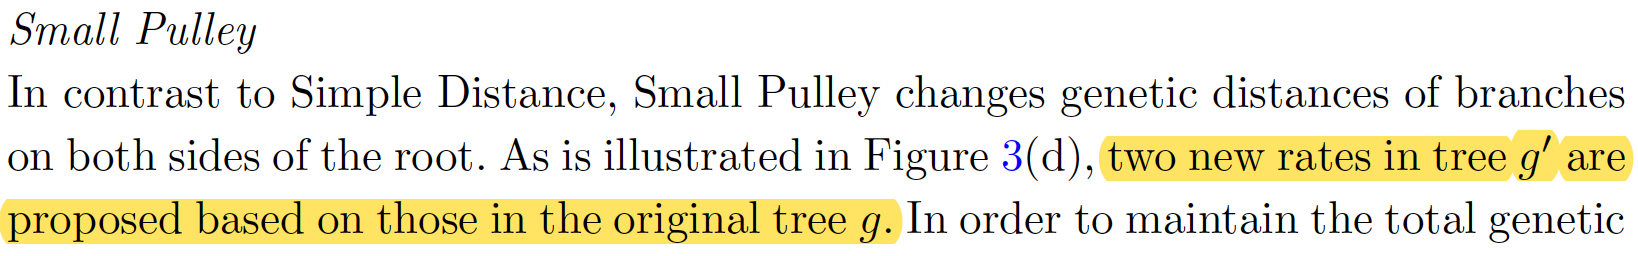 Small Pulley
In contrast to Simple Distance, Small Pulley changes genetic distances of branches
on both sides of the root. As is illustrated in Figure 3(d), two new rates in tree g′ are
proposed based on those in the original tree g. In order to maintain the total genetic